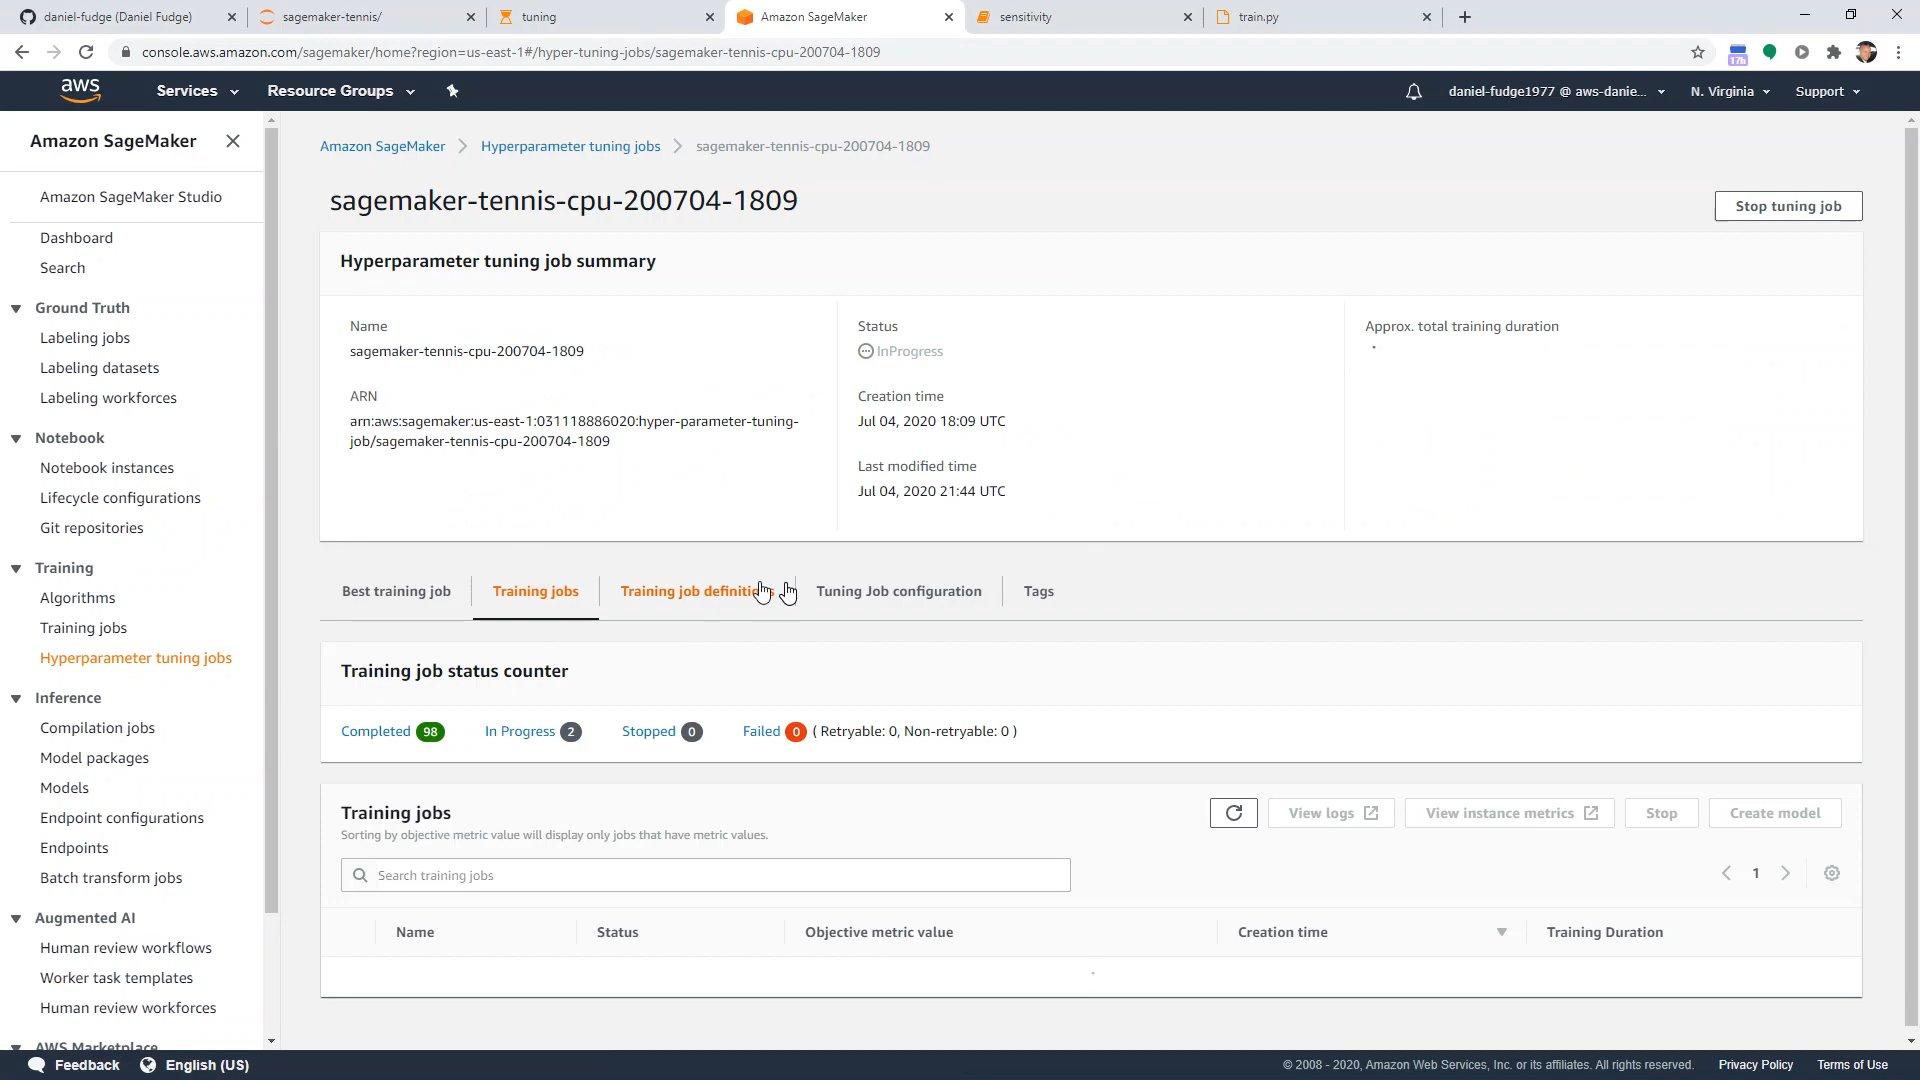 daniel-fudge (Daniel Fudge)
sagemaker-tennis/
tuning
Amazon SageMaker
sensitivity
train.py
console.aws.amazon.com/sagemaker/home?region=us-east-1#/hyper-tuning-jobs/sagemaker-tennis-cpu-200704-1809
17h
aws
Services
Resource Groups
daniel-fudge1977 @ aws-danie...
N. Virginia
Support
Amazon SageMaker
Amazon SageMaker Studio
Dashboard
Search
Ground Truth
Labeling jobs
Labeling datasets
Labeling workforces
Notebook
Notebook instances
Lifecycle configurations
Git repositories
Training
Algorithms
Training jobs
Hyperparameter tuning jobs
Inference
Compilation jobs
Model packages
Models
Endpoint configurations
Endpoints
Batch transform jobs
Augmented AI
Human review workflows
Worker task templates
Human review workforces
AWS Marketplace
Amazon SageMaker
Hyperparameter tuning jobs
sagemaker-tennis-cpu-200704-1809
sagemaker-tennis-cpu-200704-1809
Stop tuning job
Hyperparameter tuning job summary
Name
sagemaker-tennis-cpu-200704-1809
ARN
arn:aws:sagemaker:us-east-1:031118886020:hyper-parameter-tuning-
job/sagemaker-tennis-cpu-200704-1809
Status
InProgress
Creation time
Jul 04, 2020 18:09 UTC
Last modified time
Jul 04, 2020 21:44 UTC
Approx. total training duration
Best training job
Training jobs
Training job definitions
Tuning Job configuration
Tags
Training job status counter
Completed 98
In Progress 2
Stopped 0
Failed 0 ( Retryable: 0, Non-retryable: 0 )
Training jobs
Sorting by objective metric value will display only jobs that have metric values.
View logs
View instance metrics
Stop
Create model
Search training jobs
1
Name
Status
Objective metric value
Creation time
Training Duration
Feedback
English (US)
© 2008 - 2020, Amazon Web Services, Inc. or its affiliates. All rights reserved.
Privacy Policy
Terms of Use